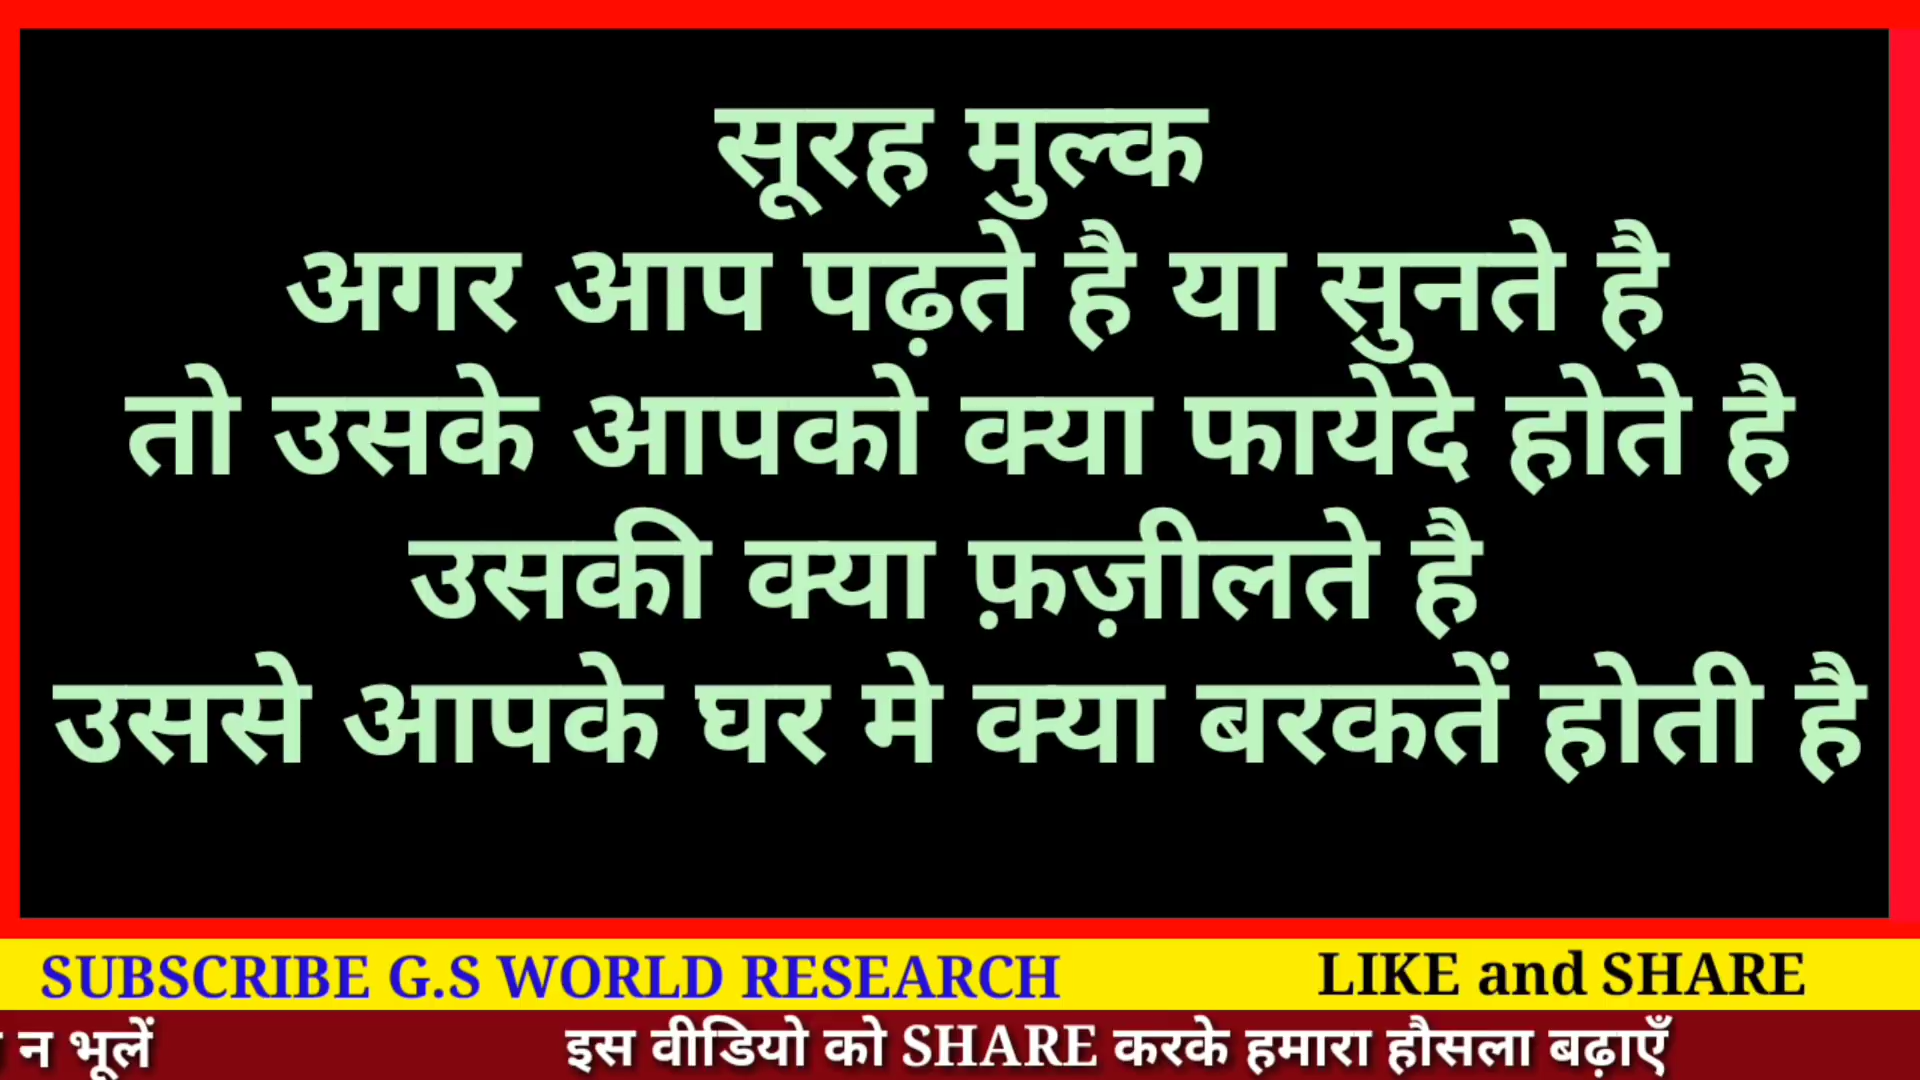 सूरह मुल्क
अगर आप पढ़ते है या सुनते है
तो उसके आपको क्या फायेदे होते है
उसकी क्या फ़ज़ीलते है
उससे आपके घर मे क्या बरकतें होती है
SUBSCRIBE G.S WORLD RESEARCH LIKE and SHARE
न भूलें इस वीडियो को SHARE करके हमारा हौसला बढ़ाएँ